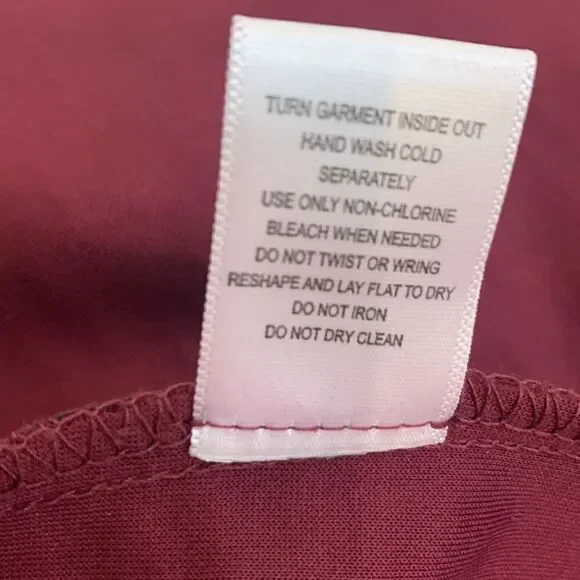 TURN GARMENT INSIDE OUT
HAND WASH COLD
SEPARATELY
USE ONLY NON-CHLORINE
BLEACH WHEN NEEDED
DO NOT TWIST OR WRING
RESHAPE AND LAY FLAT TO DRY
DO NOT IRON
DO NOT DRY CLEAN